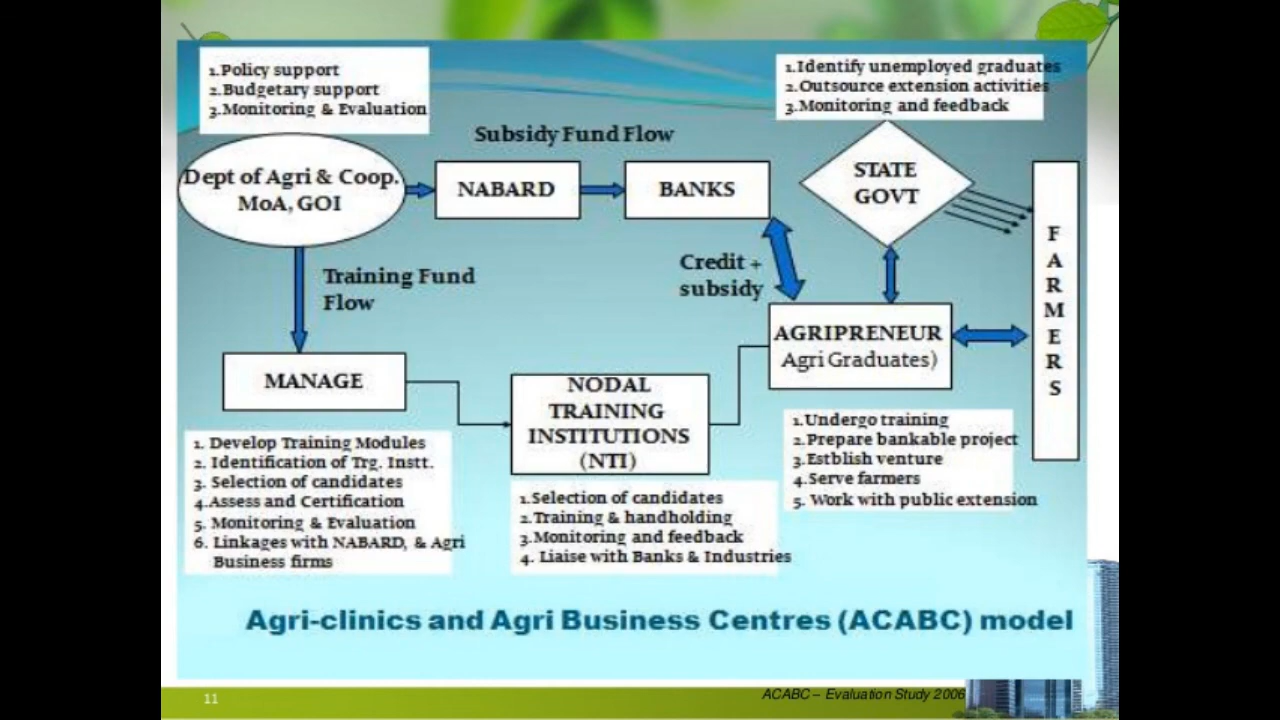 1.Policy support
2.Budgetary support
3.Monitoring & Evaluation
1.Identify unemployed graduates
2.Outsource extension activities
3.Monitoring and feedback
Subsidy Fund Flow
Dept of Agri & Coop.
MoA, GOI
NABARD
BANKS
STATE
GOVT
F
A
R
M
E
R
S
Training Fund
Flow
Credit +
subsidy
AGRIPRENEUR
Agri Graduates)
MANAGE
NODAL
TRAINING
INSTITUTIONS
(NTI)
1. Develop Training Modules
2. Identification of Trg. Instt.
3. Selection of candidates
4.Assess and Certification
5. Monitoring & Evaluation
6. Linkages with NABARD, & Agri
Business firms
1.Selection of candidates
2.Training & handholding
3.Monitoring and feedback
4. Liaise with Banks & Industries
1.Undergo training
2.Prepare bankable project
3.Estblish venture
4.Serve farmers
5. Work with public extension
Agri-clinics and Agri Business Centres (ACABC) model
11
ACABC – Evaluation Study 2006